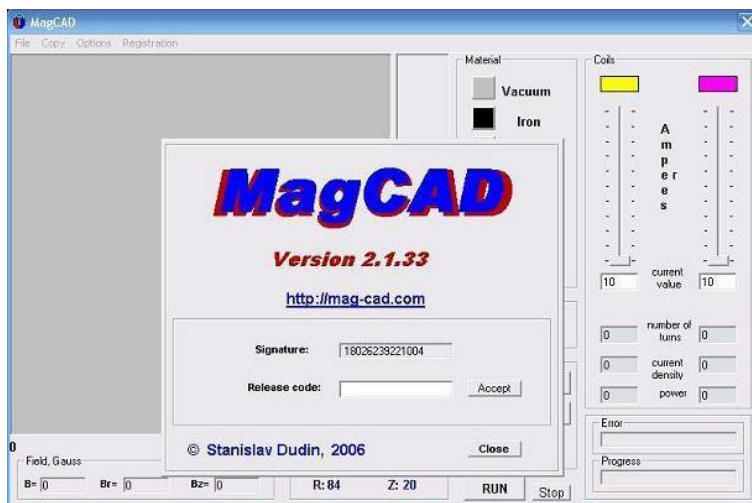 MagCAD
File Copy Options Registration
Material
Vacuum
Iron
Coils
Amperes
10 current value 10
0 number of turns 0
0 current density 0
0 power 0
MagCAD
Version 2.1.33
http://mag-cad.com
Signature: 18026239221004
Release code: Accept
© Stanislav Dudin, 2006 Close
0
Field, Gauss
B= 0 Br= 0 Bz= 0
R: 84 Z: 20
RUN Stop
Error
Progress